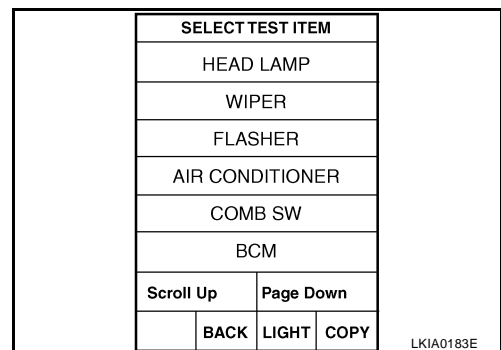 SELECT TEST ITEM
HEAD LAMP
WIPER
FLASHER
AIR CONDITIONER
COMB SW
BCM
Scroll Up Page Down
BACK LIGHT COPY
LKIA0183E